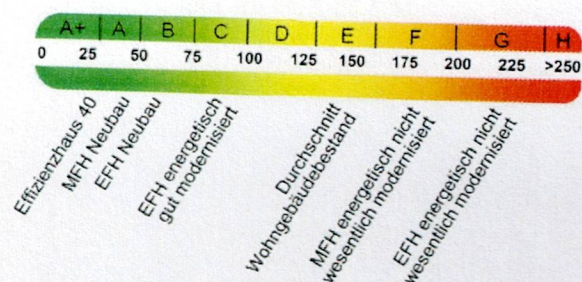 A+ A B C D E F G H
0 25 50 75 100 125 150 175 200 225 >250
Effizienzhaus 40
MFH Neubau
EFH Neubau
EFH energetisch
gut modernisiert
Durchschnitt
Wohngebäudebestand
MFH energetisch nicht
wesentlich modernisiert
EFH energetisch nicht
wesentlich modernisiert